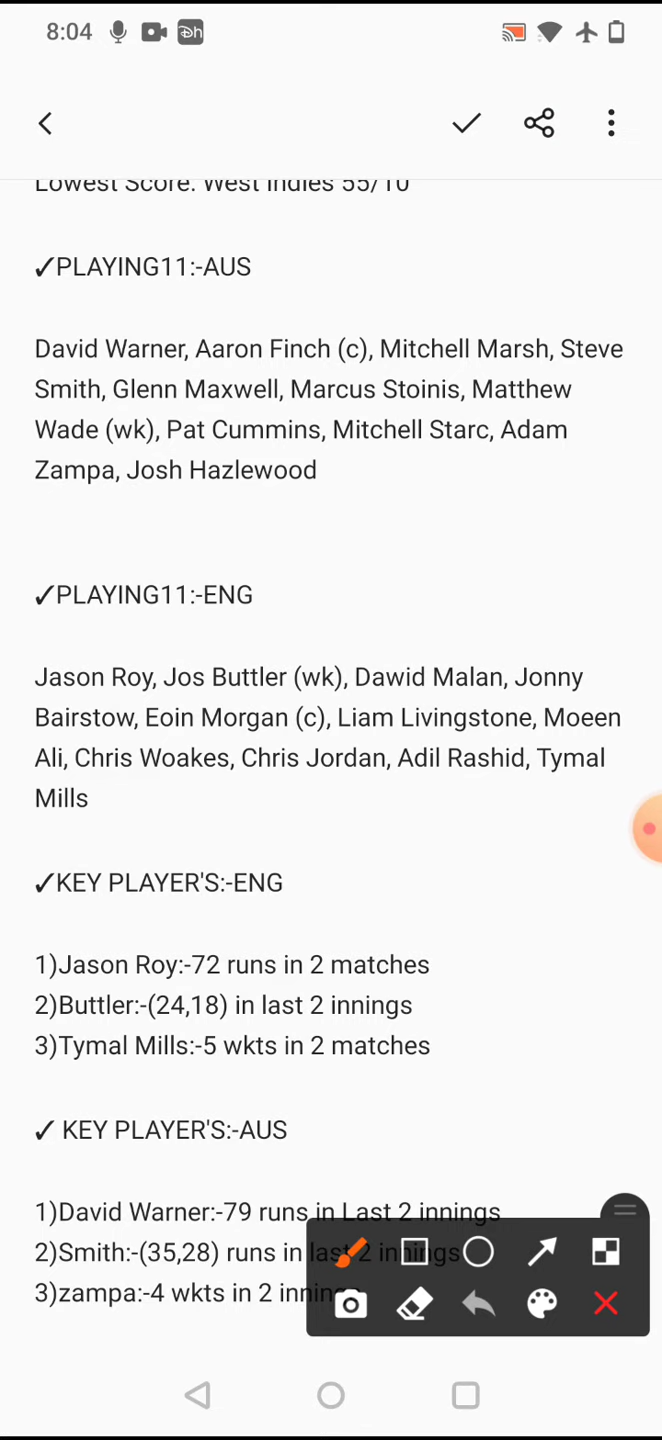 8:04
Lowest Score: West Indies 55/10
✓PLAYING11:-AUS
David Warner, Aaron Finch (c), Mitchell Marsh, Steve
Smith, Glenn Maxwell, Marcus Stoinis, Matthew
Wade (wk), Pat Cummins, Mitchell Starc, Adam
Zampa, Josh Hazlewood
✓PLAYING11:-ENG
Jason Roy, Jos Buttler (wk), Dawid Malan, Jonny
Bairstow, Eoin Morgan (c), Liam Livingstone, Moeen
Ali, Chris Woakes, Chris Jordan, Adil Rashid, Tymal
Mills
✓KEY PLAYER'S:-ENG
1)Jason Roy:-72 runs in 2 matches
2)Buttler:-(24,18) in last 2 innings
3)Tymal Mills:-5 wkts in 2 matches
✓ KEY PLAYER'S:-AUS
1)David Warner:-79 runs in Last 2 innings
2)Smith:-(35,28) runs in last 2 innings
3)zampa:-4 wkts in 2